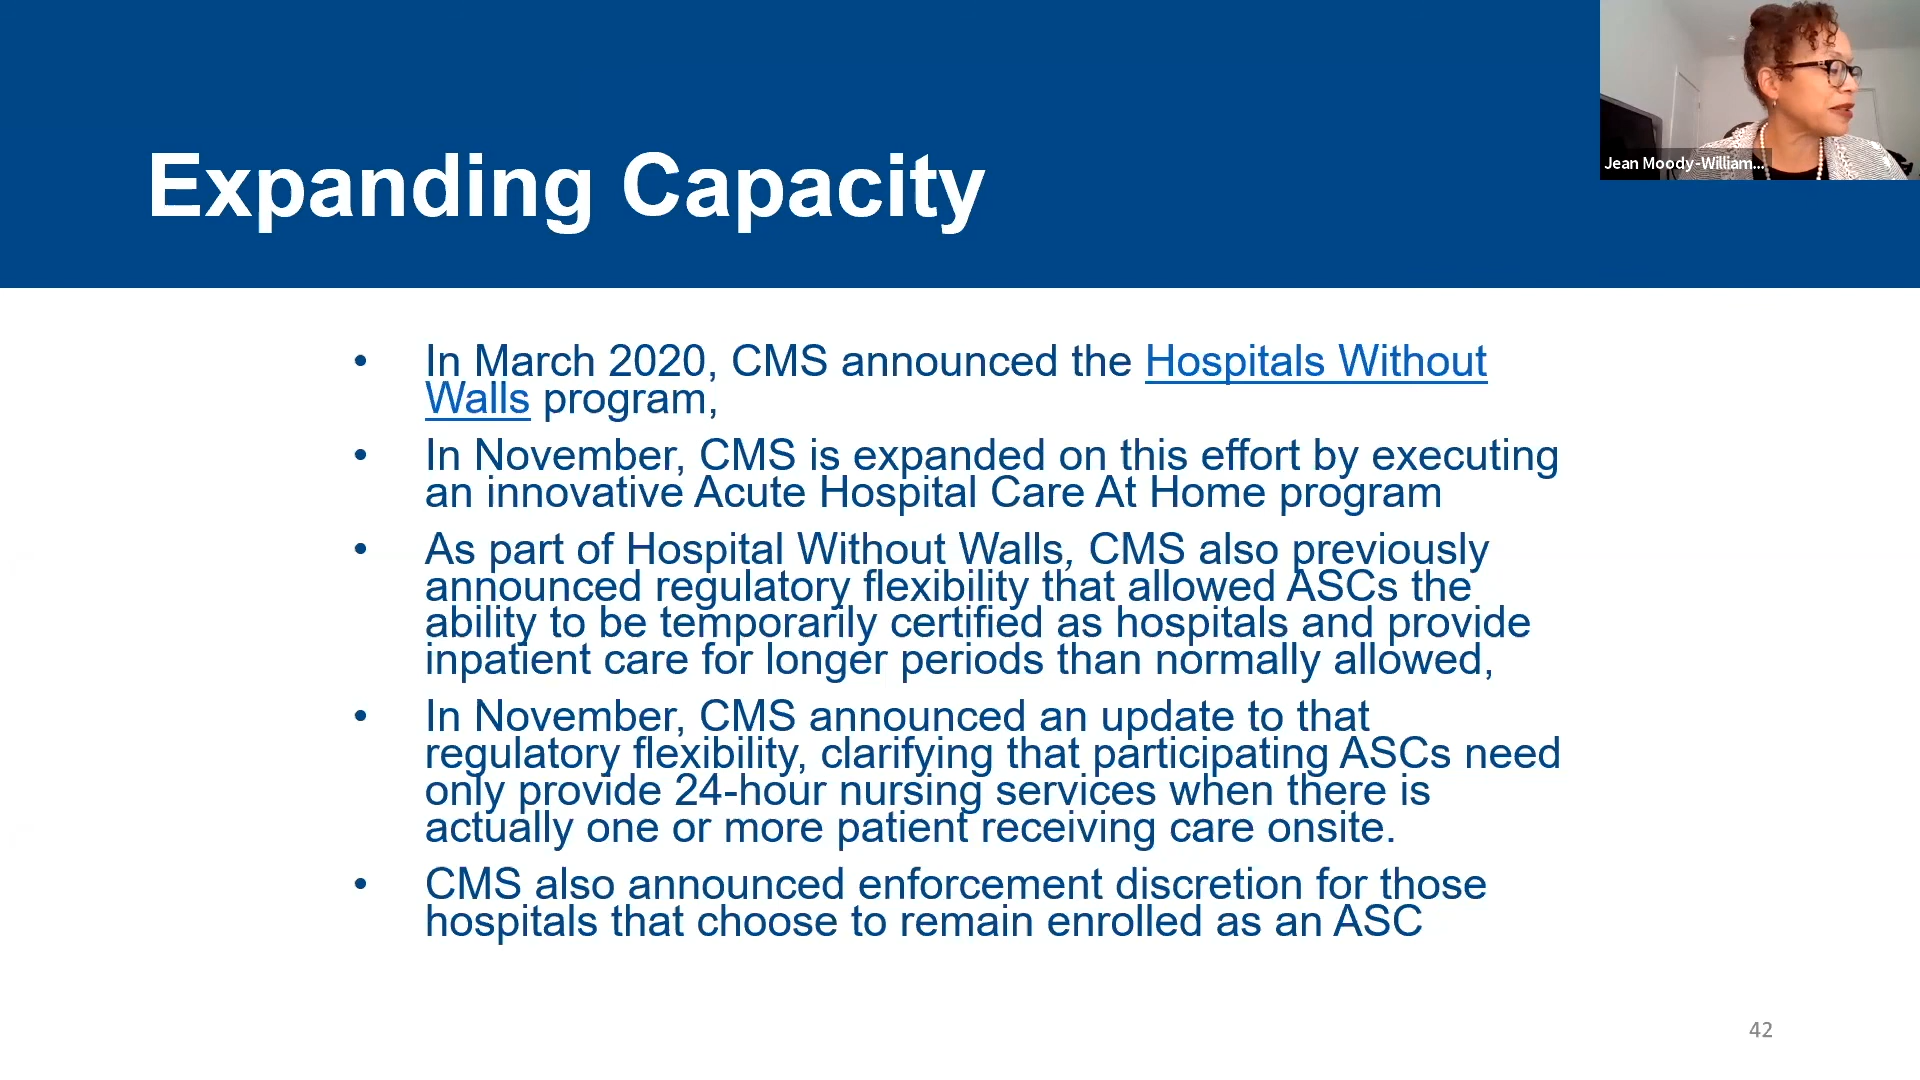 Expanding Capacity
Jean Moody-William...
• In March 2020, CMS announced the Hospitals Without
Walls program,
• In November, CMS is expanded on this effort by executing
an innovative Acute Hospital Care At Home program
• As part of Hospital Without Walls, CMS also previously
announced regulatory flexibility that allowed ASCs the
ability to be temporarily certified as hospitals and provide
inpatient care for longer periods than normally allowed,
• In November, CMS announced an update to that
regulatory flexibility, clarifying that participating ASCs need
only provide 24-hour nursing services when there is
actually one or more patient receiving care onsite.
• CMS also announced enforcement discretion for those
hospitals that choose to remain enrolled as an ASC
42